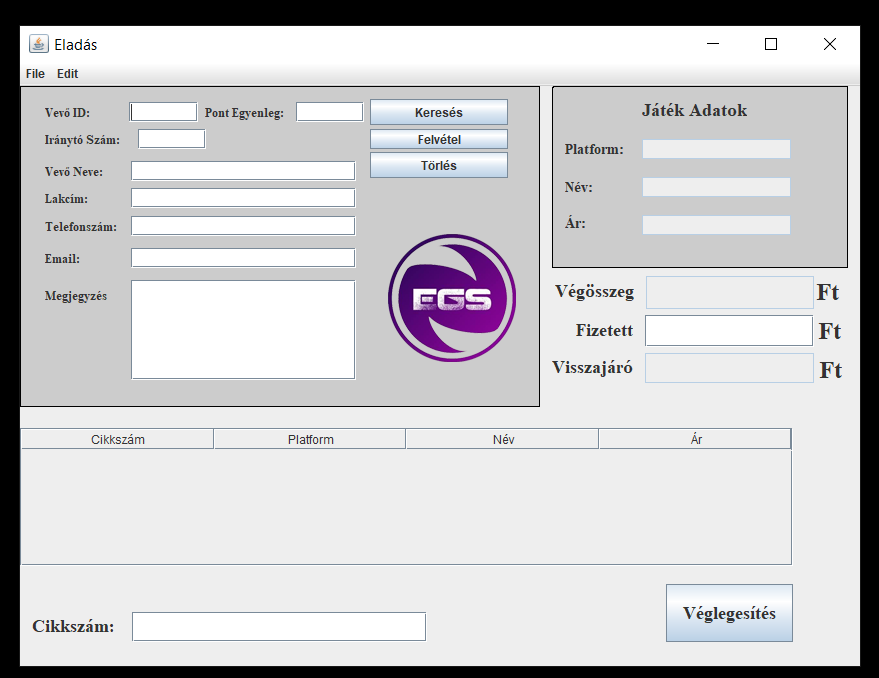 Eladás
File Edit
Vevő ID: Pont Egyenleg: Keresés
Iránytó Szám: Felvétel
Törlés
Vevő Neve:
Lakcím:
Telefonszám:
Email:
Megjegyzés
EGS
Játék Adatok
Platform:
Név:
Ár:
Végösszeg Ft
Fizetett Ft
Visszajáró Ft
Cikkszám Platform Név Ár
Cikkszám: Véglegesítés